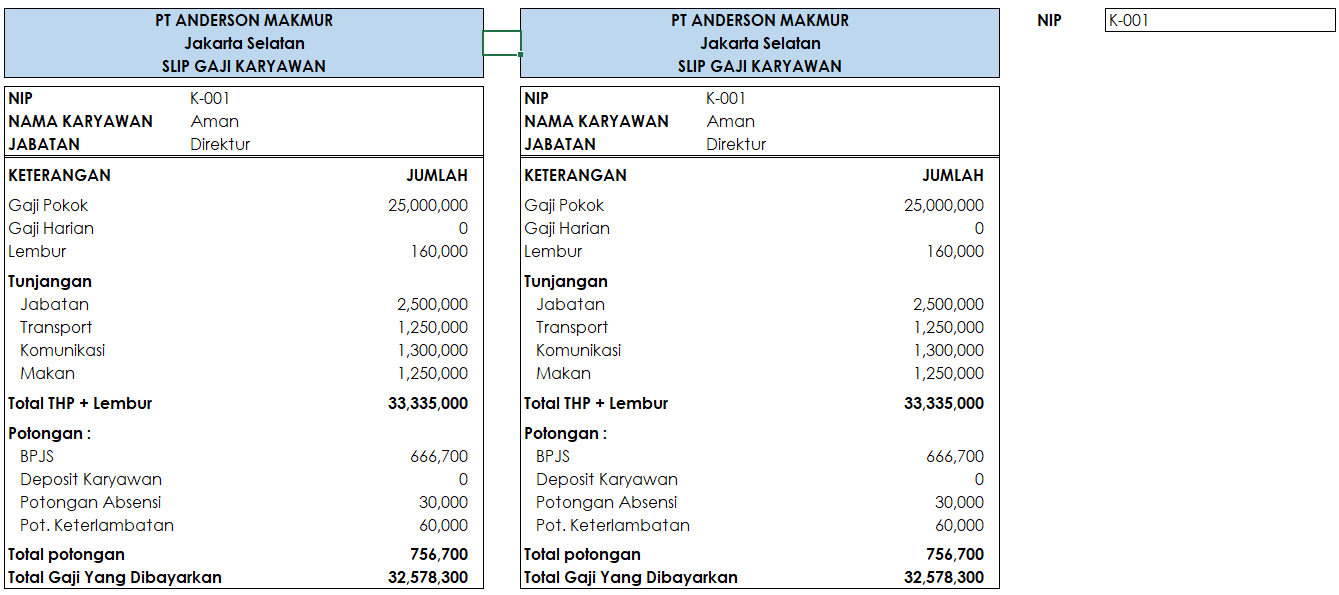 PT ANDERSON MAKMUR
Jakarta Selatan
SLIP GAJI KARYAWAN
NIP K-001
NAMA KARYAWAN Aman
JABATAN Direktur
KETERANGAN JUMLAH
Gaji Pokok 25,000,000
Gaji Harian 0
Lembur 160,000
Tunjangan
Jabatan 2,500,000
Transport 1,250,000
Komunikasi 1,300,000
Makan 1,250,000
Total THP + Lembur 33,335,000
Potongan :
BPJS 666,700
Deposit Karyawan 0
Potongan Absensi 30,000
Pot. Keterlambatan 60,000
Total potongan 756,700
Total Gaji Yang Dibayarkan 32,578,300
PT ANDERSON MAKMUR
Jakarta Selatan
SLIP GAJI KARYAWAN
NIP K-001
NAMA KARYAWAN Aman
JABATAN Direktur
KETERANGAN JUMLAH
Gaji Pokok 25,000,000
Gaji Harian 0
Lembur 160,000
Tunjangan
Jabatan 2,500,000
Transport 1,250,000
Komunikasi 1,300,000
Makan 1,250,000
Total THP + Lembur 33,335,000
Potongan :
BPJS 666,700
Deposit Karyawan 0
Potongan Absensi 30,000
Pot. Keterlambatan 60,000
Total potongan 756,700
Total Gaji Yang Dibayarkan 32,578,300
NIP K-001